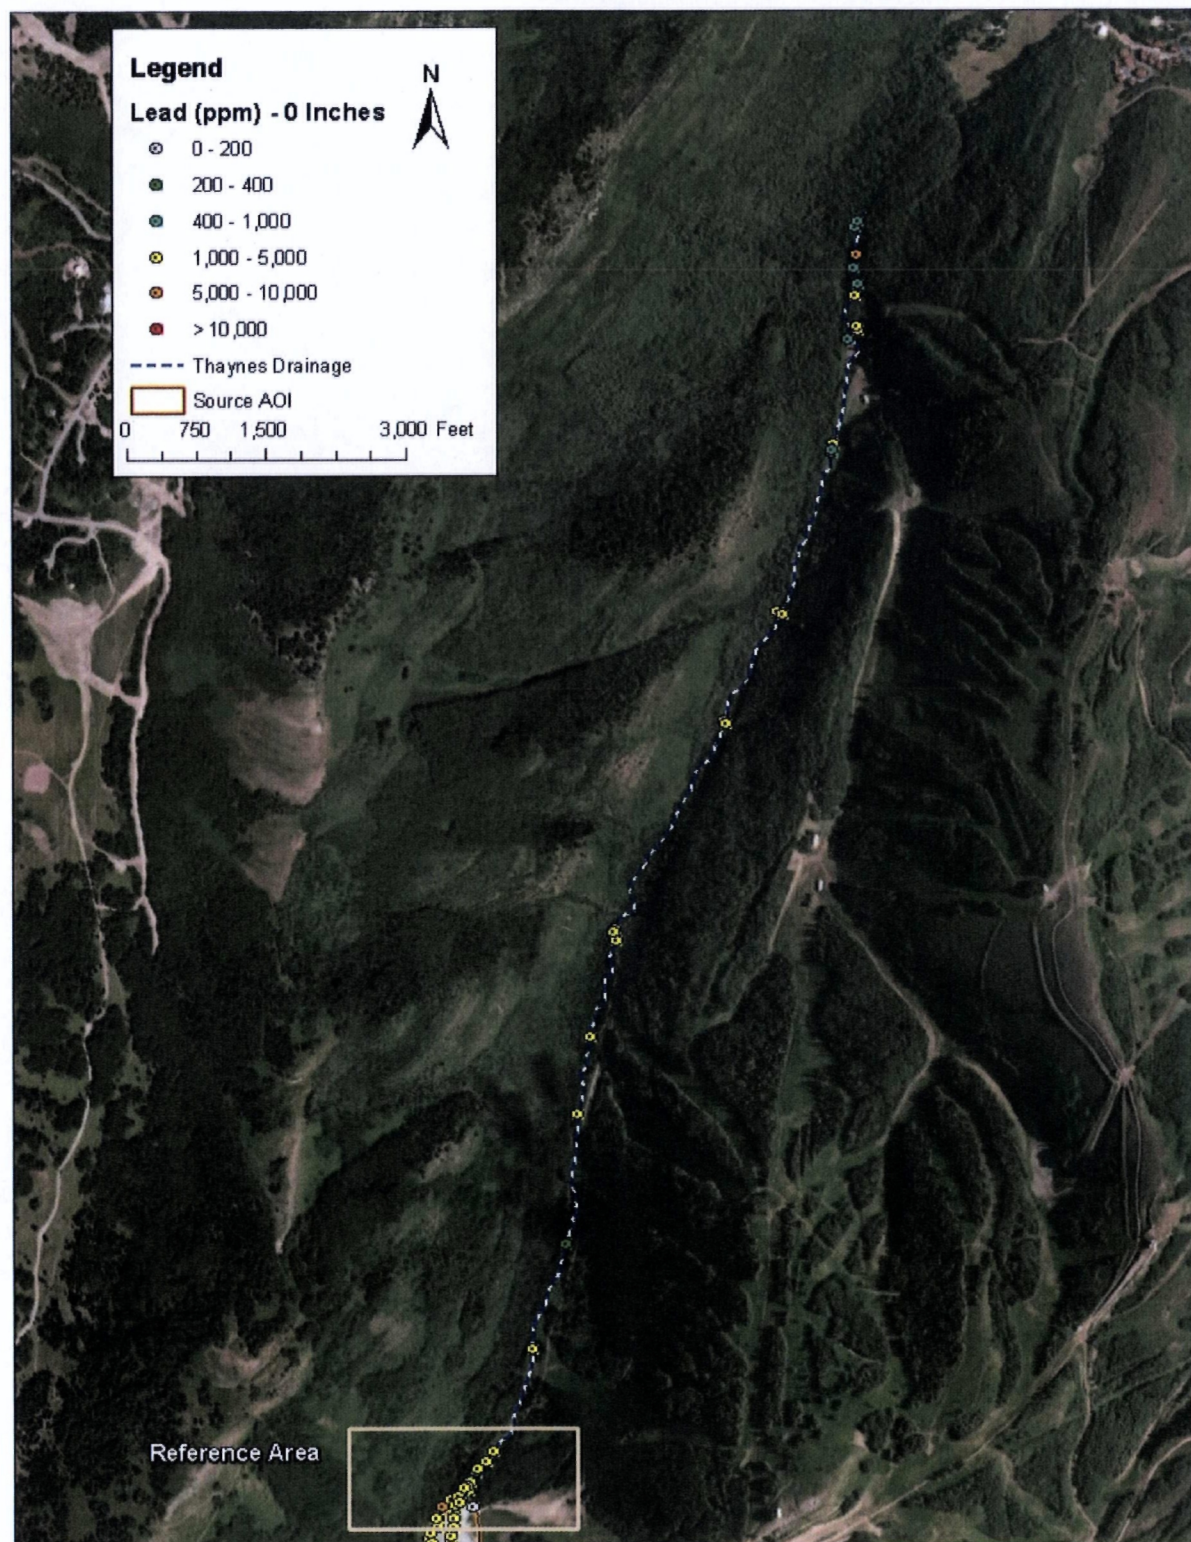 Legend
N
Lead (ppm) - 0 Inches
0 - 200
200 - 400
400 - 1,000
1,000 - 5,000
5,000 - 10,000
> 10,000
Thaynes Drainage
Source AOI
0 750 1,500 3,000 Feet
Reference Area